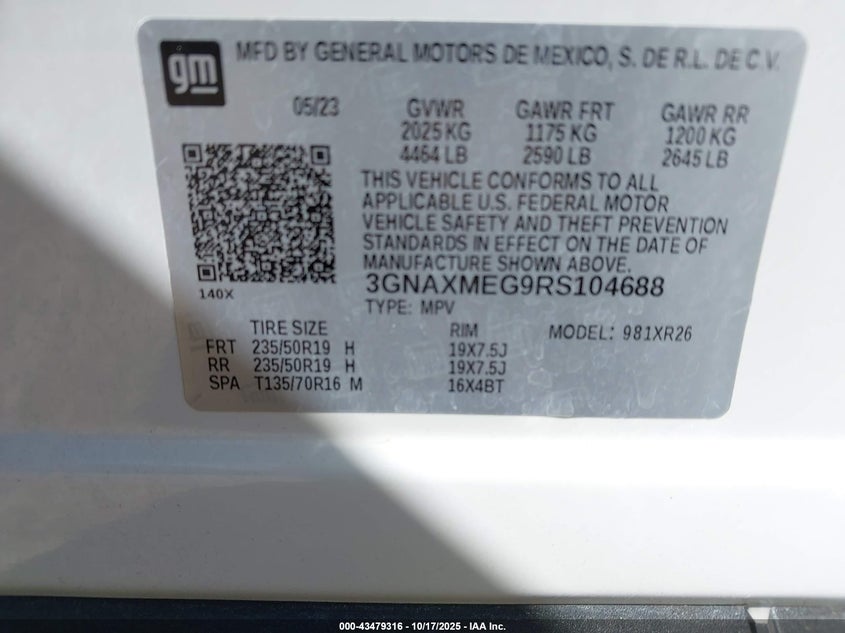 gm
MFD BY GENERAL MOTORS DE MEXICO, S. DE R.L. DE C.V.
05/23 GVWR GAWR FRT GAWR RR
2025 KG 1175 KG 1200 KG
4464 LB 2590 LB 2645 LB
THIS VEHICLE CONFORMS TO ALL
APPLICABLE U.S. FEDERAL MOTOR
VEHICLE SAFETY AND THEFT PREVENTION
STANDARDS IN EFFECT ON THE DATE OF
MANUFACTURE SHOWN ABOVE.
140X
3GNAXMEG9RS104688
TYPE: MPV
TIRE SIZE RIM MODEL: 981XR26
FRT 235/50R19 H 19X7.5J
RR 235/50R19 H 19X7.5J
SPA T135/70R16 M 16X4BT
000-43479316 - 10/17/2025 - IAA Inc.